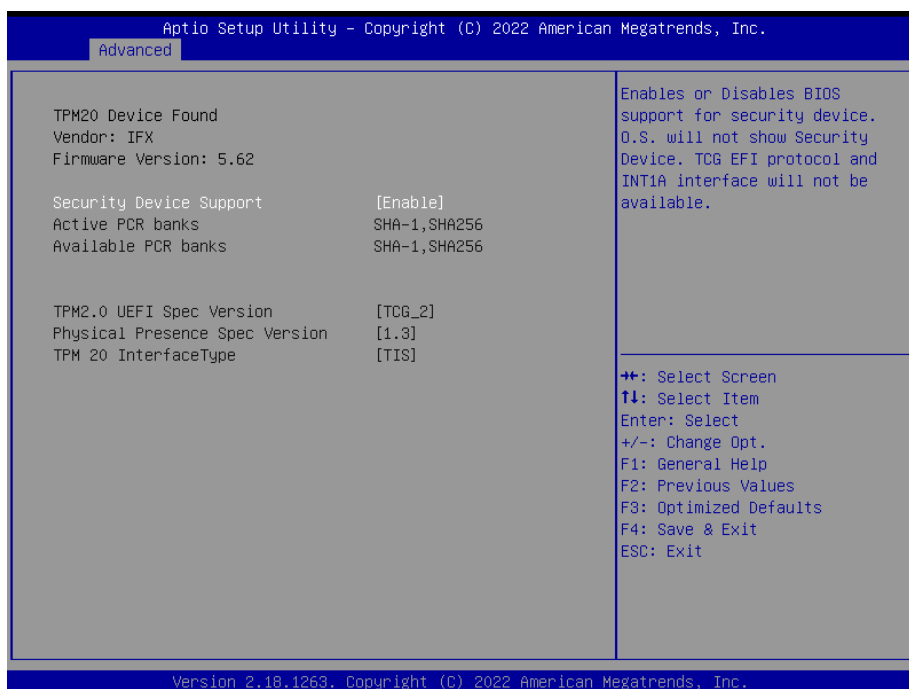 Aptio Setup Utility – Copyright (C) 2022 American Megatrends, Inc.
Advanced
TPM20 Device Found
Vendor: IFX
Firmware Version: 5.62
Security Device Support [Enable]
Active PCR banks SHA-1,SHA256
Available PCR banks SHA-1,SHA256
TPM2.0 UEFI Spec Version [TCG_2]
Physical Presence Spec Version [1.3]
TPM 20 InterfaceType [TIS]
Enables or Disables BIOS
support for security device.
O.S. will not show Security
Device. TCG EFI protocol and
INT1A interface will not be
available.
→←: Select Screen
↑↓: Select Item
Enter: Select
+/-: Change Opt.
F1: General Help
F2: Previous Values
F3: Optimized Defaults
F4: Save & Exit
ESC: Exit
Version 2.18.1263. Copyright (C) 2022 American Megatrends, Inc.